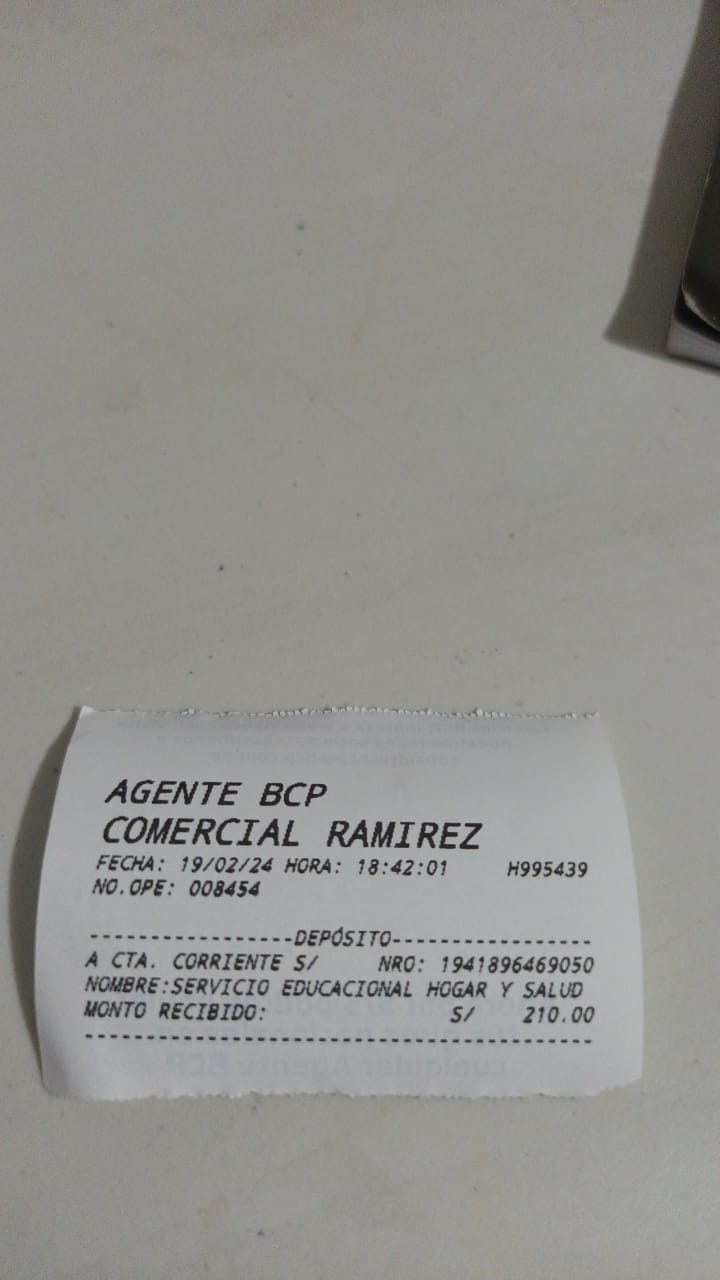 AGENTE BCP
COMERCIAL RAMIREZ
FECHA: 19/02/24 HORA: 18:42:01 H995439
NO.OPE: 008454
------------------DEPÓSITO------------------
A CTA. CORRIENTE S/ NRO: 1941896469050
NOMBRE:SERVICIO EDUCACIONAL HOGAR Y SALUD
MONTO RECIBIDO: S/ 210.00
------------------------------------------------